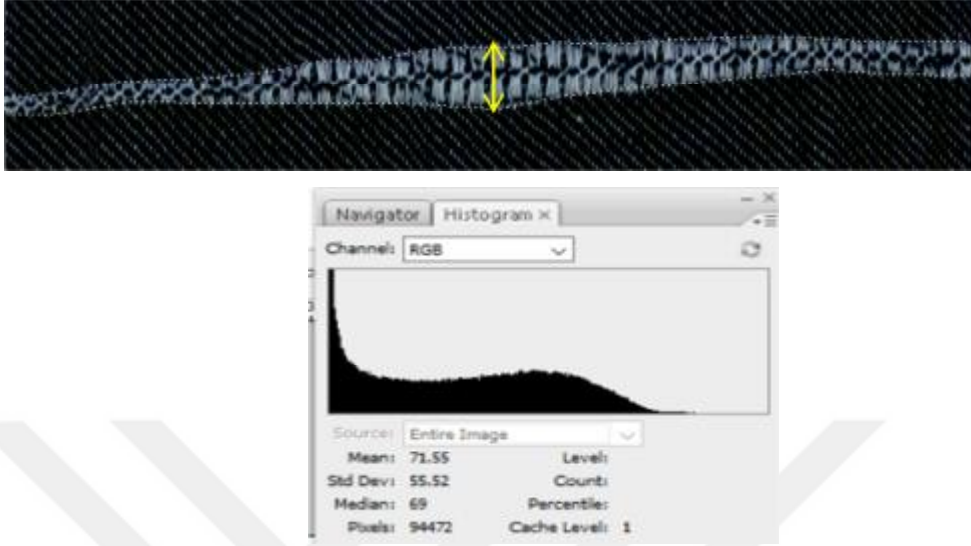 Navigator Histogram ×
Channel: RGB
Source: Entire Image
Mean: 71.55 Level:
Std Dev: 55.52 Count:
Median: 69 Percentile:
Pixels: 94472 Cache Level: 1